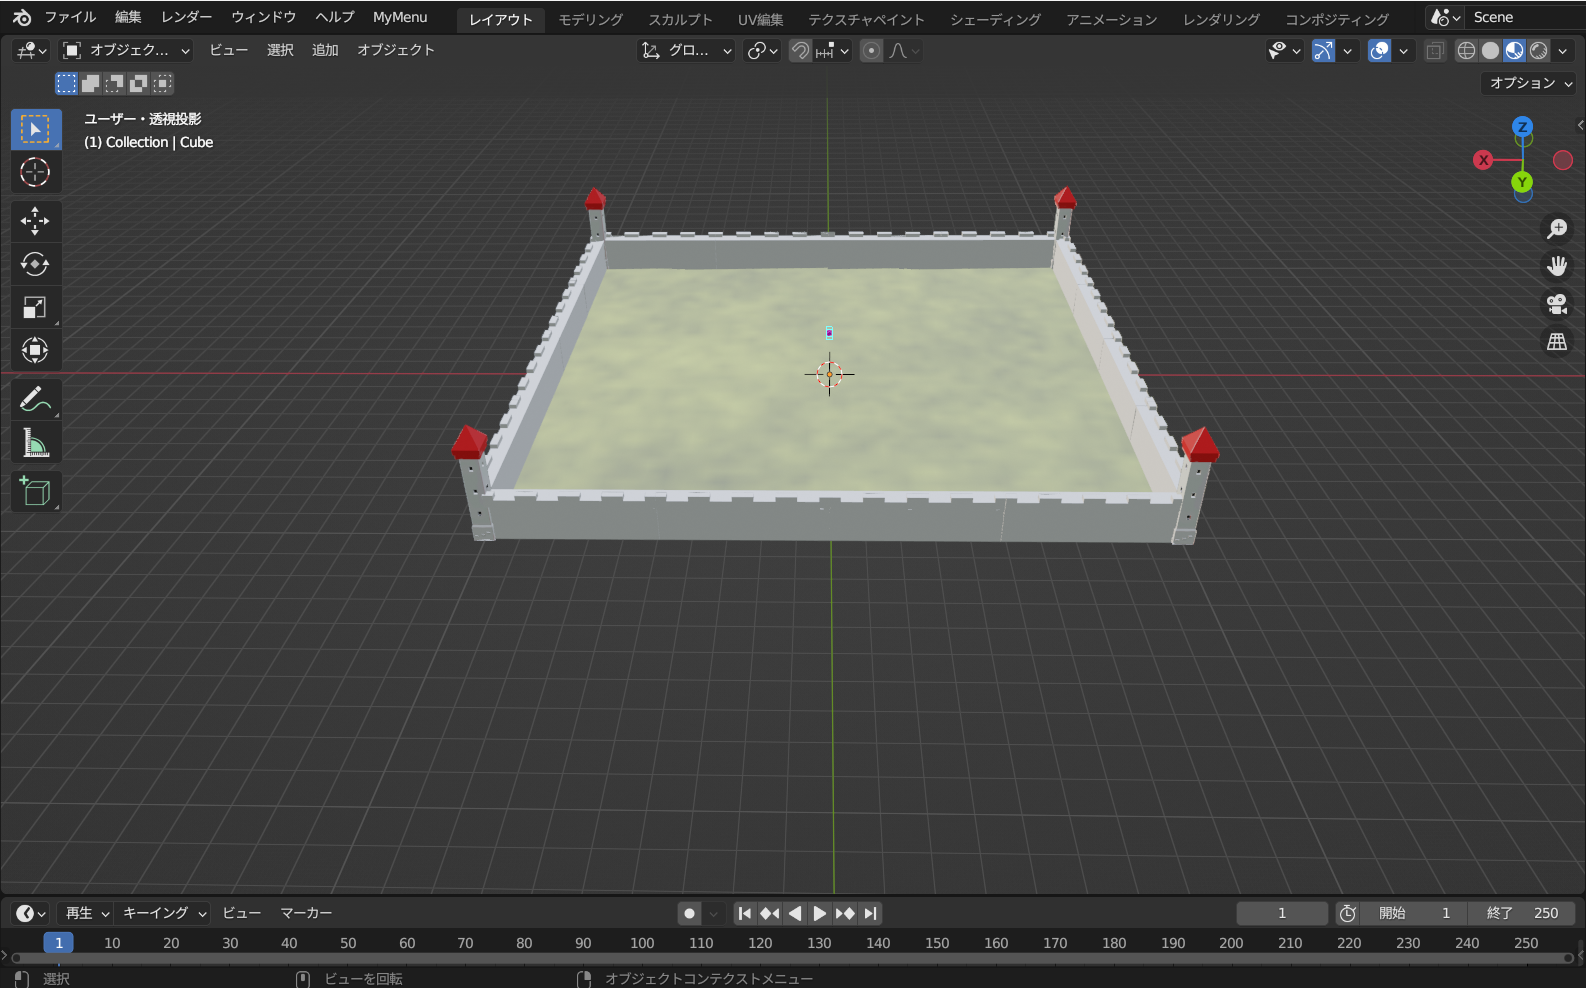 ファイル 編集 レンダー ウィンドウ ヘルプ MyMenu レイアウト モデリング スカルプト UV編集 テクスチャペイント シェーディング アニメーション レンダリング コンポジティング Scene
オブジェク... ビュー 選択 追加 オブジェクト グロ...
オプション
ユーザー・透視投影
(1) Collection | Cube
Z
X
Y
再生 キーイング ビュー マーカー 1 開始 1 終了 250
1 10 20 30 40 50 60 70 80 90 100 110 120 130 140 150 160 170 180 190 200 210 220 230 240 250
選択 ビューを回転 オブジェクトコンテクストメニュー